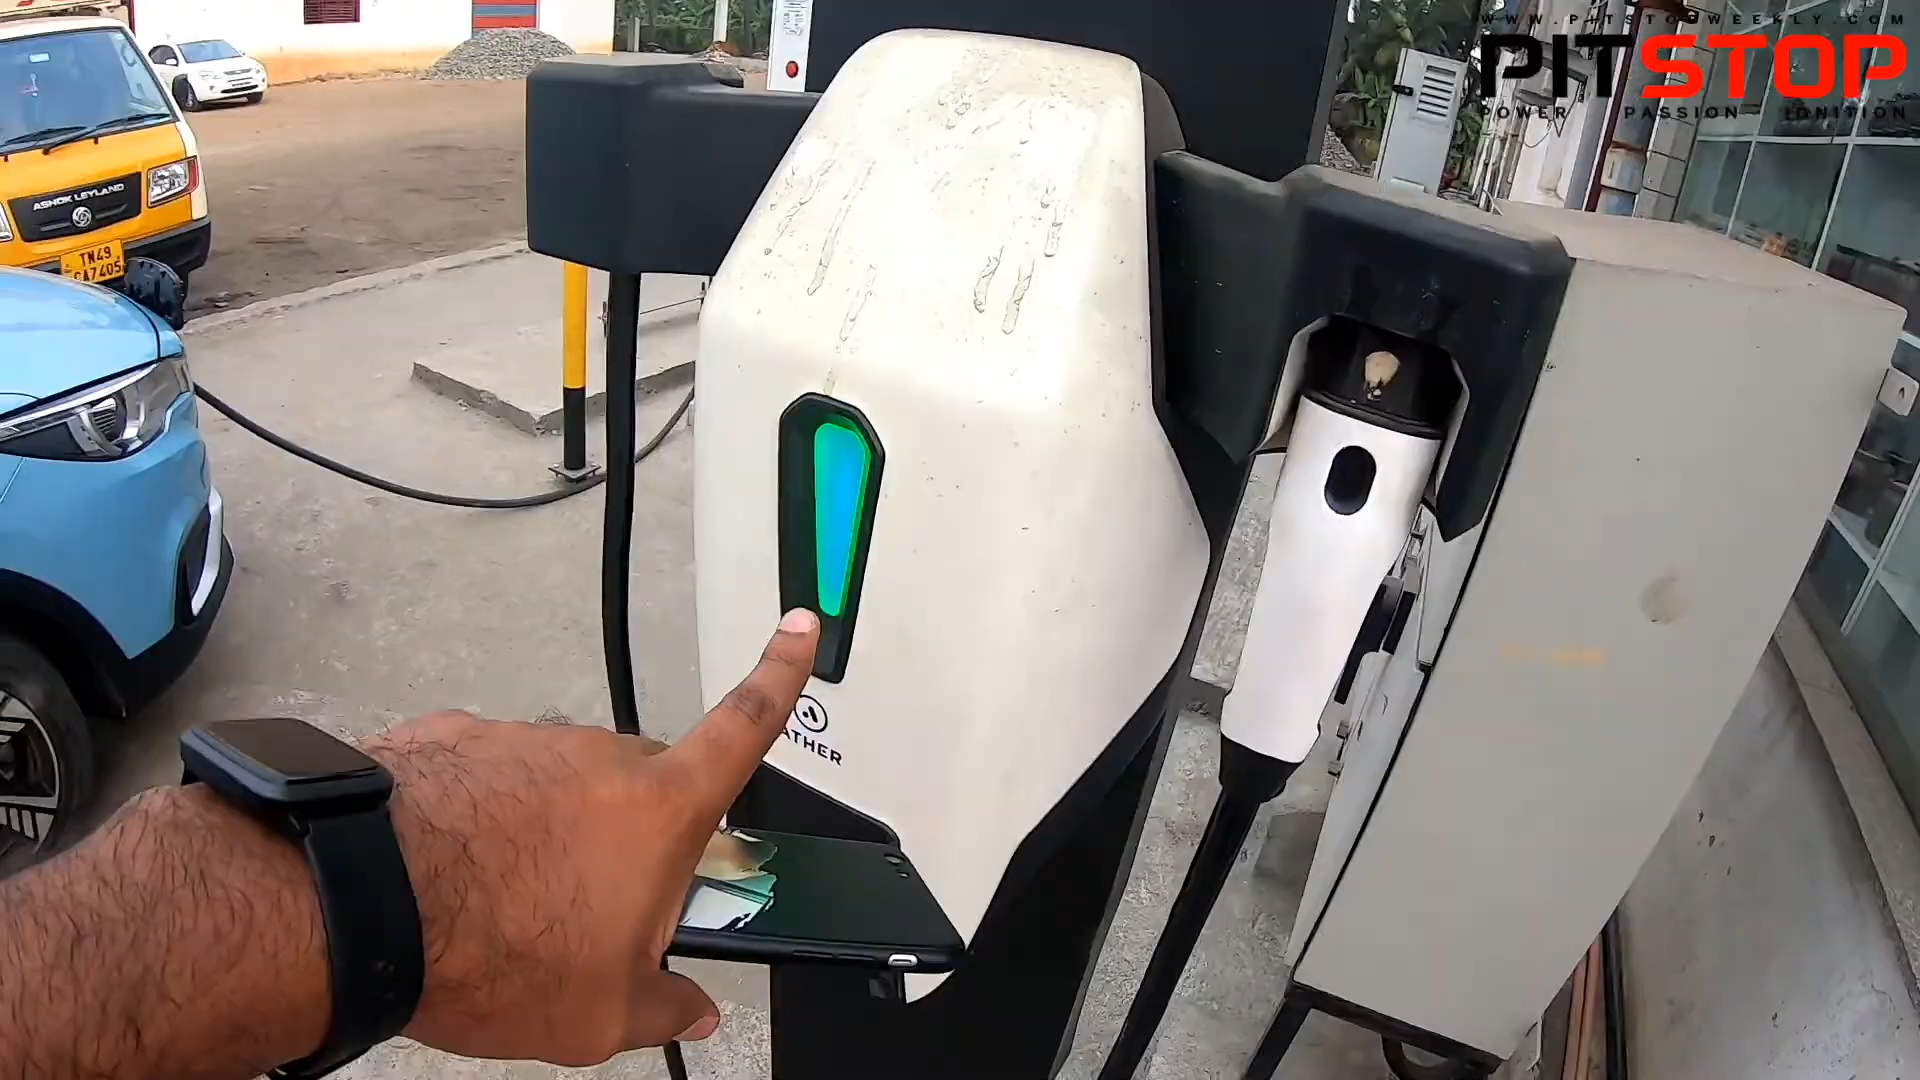 WWW.PITSTOPWEEKLY.COM
PITSTOP
POWER PASSION IGNITION
ASHOK LEYLAND
TN49
CA7405
ATHER